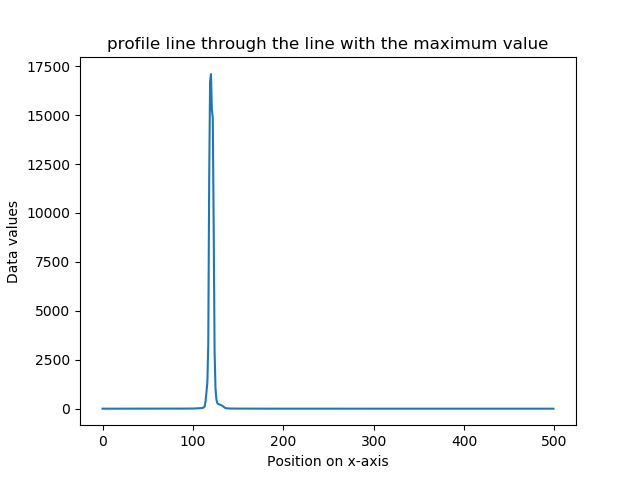 profile line through the line with the maximum value
17500
15000
12500
10000
7500
5000
2500
0
Data values
0 100 200 300 400 500
Position on x-axis